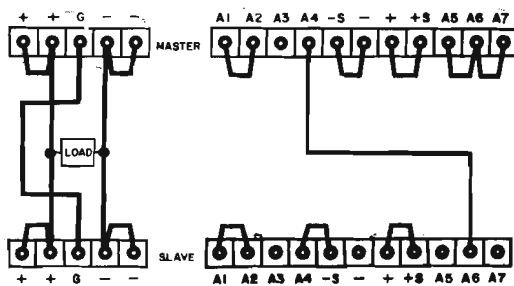 + + G − −
MASTER
A1 A2 A3 A4 -S − + +S A5 A6 A7
LOAD
SLAVE
+ + G − −
A1 A2 A3 A4 -S − + +S A5 A6 A7